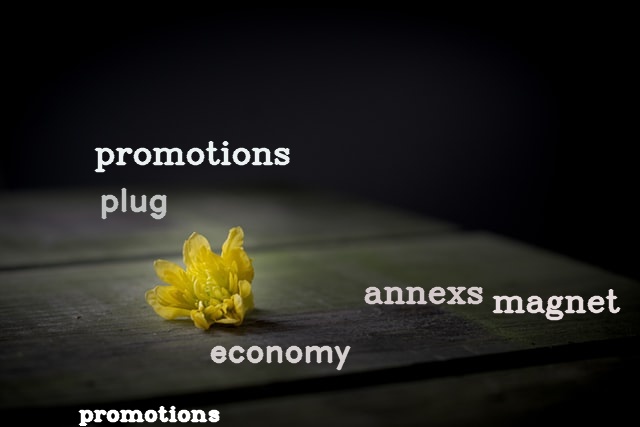 promotions
plug
annexs magnet
economy
promotions